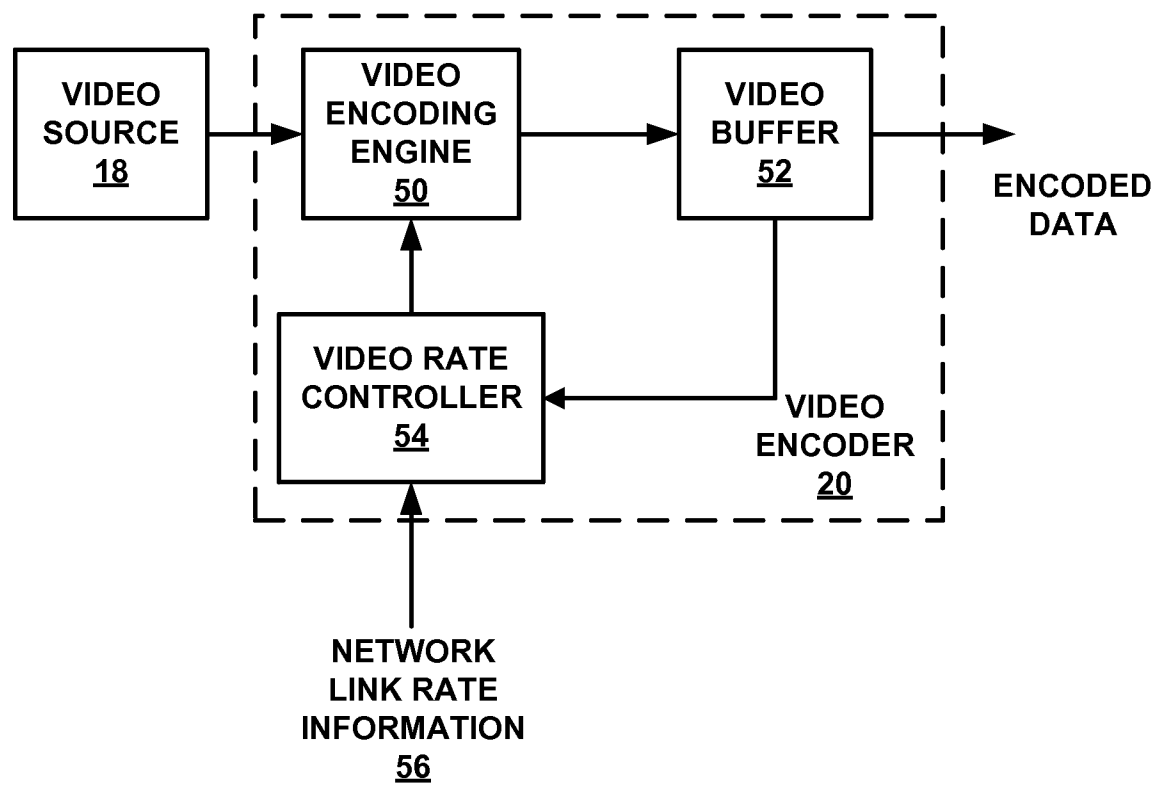 VIDEO
SOURCE
18
VIDEO
ENCODING
ENGINE
50
VIDEO
BUFFER
52
ENCODED
DATA
VIDEO RATE
CONTROLLER
54
VIDEO
ENCODER
20
NETWORK
LINK RATE
INFORMATION
56